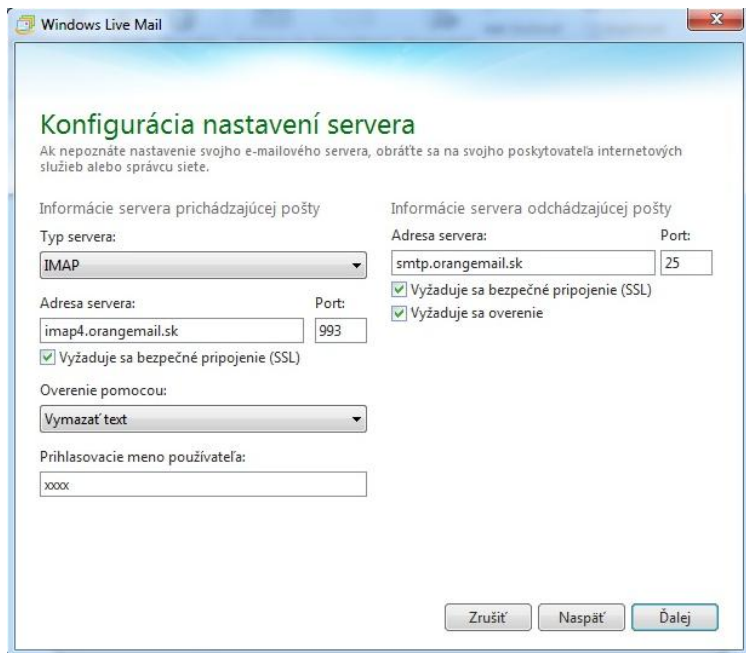 Windows Live Mail
Konfigurácia nastavení servera
Ak nepoznáte nastavenie svojho e-mailového servera, obráťte sa na svojho poskytovateľa internetových
služieb alebo správcu siete.
Informácie servera prichádzajúcej pošty
Typ servera:
IMAP
Adresa servera: Port:
imap4.orangemail.sk 993
Vyžaduje sa bezpečné pripojenie (SSL)
Overenie pomocou:
Vymazať text
Prihlasovacie meno používateľa:
xxxx
Informácie servera odchádzajúcej pošty
Adresa servera: Port:
smtp.orangemail.sk 25
Vyžaduje sa bezpečné pripojenie (SSL)
Vyžaduje sa overenie
Zrušiť Naspäť Ďalej